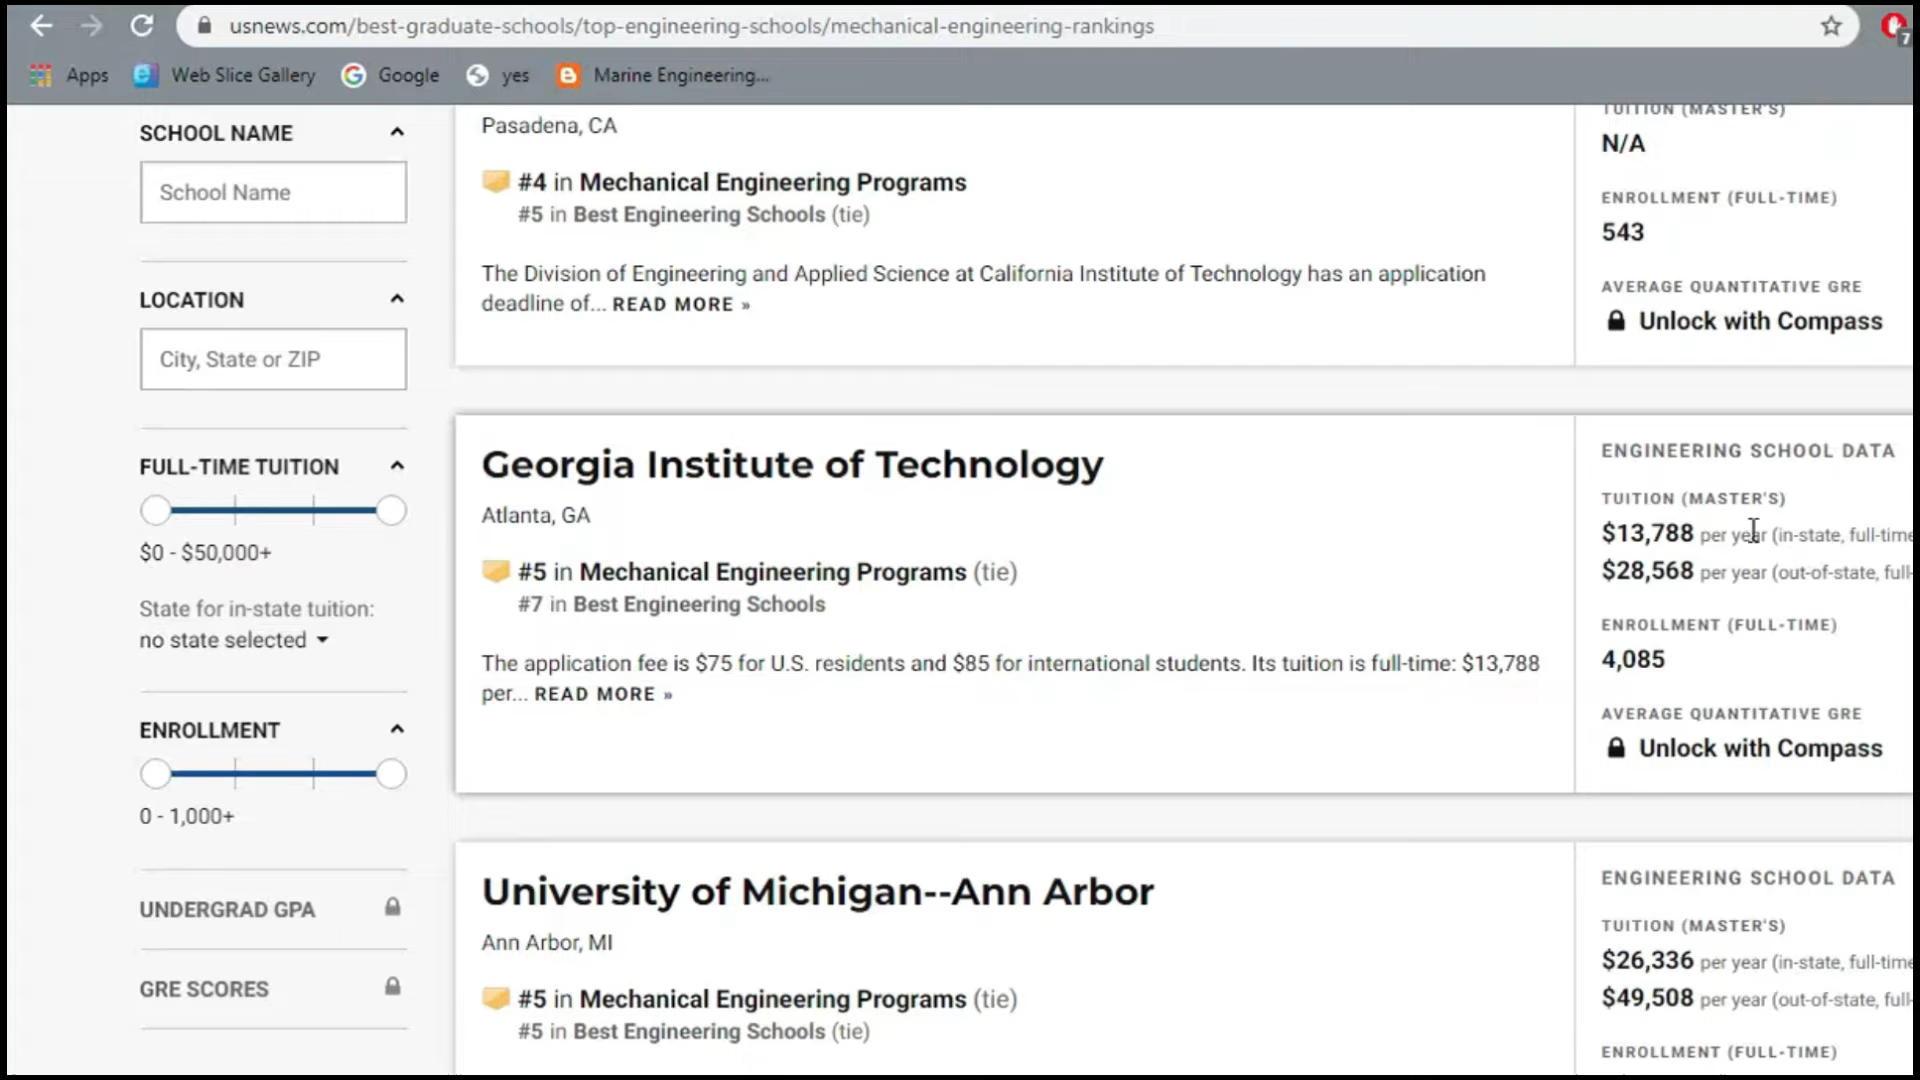 usnews.com/best-graduate-schools/top-engineering-schools/mechanical-engineering-rankings
7
Apps Web Slice Gallery Google yes Marine Engineering...
SCHOOL NAME
School Name
LOCATION
City, State or ZIP
FULL-TIME TUITION
$0 - $50,000+
State for in-state tuition:
no state selected
ENROLLMENT
0 - 1,000+
UNDERGRAD GPA
GRE SCORES
Pasadena, CA
#4 in Mechanical Engineering Programs
#5 in Best Engineering Schools (tie)
The Division of Engineering and Applied Science at California Institute of Technology has an application
deadline of... READ MORE »
TUITION (MASTER'S)
N/A
ENROLLMENT (FULL-TIME)
543
AVERAGE QUANTITATIVE GRE
Unlock with Compass
Georgia Institute of Technology
Atlanta, GA
#5 in Mechanical Engineering Programs (tie)
#7 in Best Engineering Schools
The application fee is $75 for U.S. residents and $85 for international students. Its tuition is full-time: $13,788
per... READ MORE »
ENGINEERING SCHOOL DATA
TUITION (MASTER'S)
$13,788 per year (in-state, full-time
$28,568 per year (out-of-state, full-
ENROLLMENT (FULL-TIME)
4,085
AVERAGE QUANTITATIVE GRE
Unlock with Compass
University of Michigan--Ann Arbor
Ann Arbor, MI
#5 in Mechanical Engineering Programs (tie)
#5 in Best Engineering Schools (tie)
ENGINEERING SCHOOL DATA
TUITION (MASTER'S)
$26,336 per year (in-state, full-time
$49,508 per year (out-of-state, full-
ENROLLMENT (FULL-TIME)